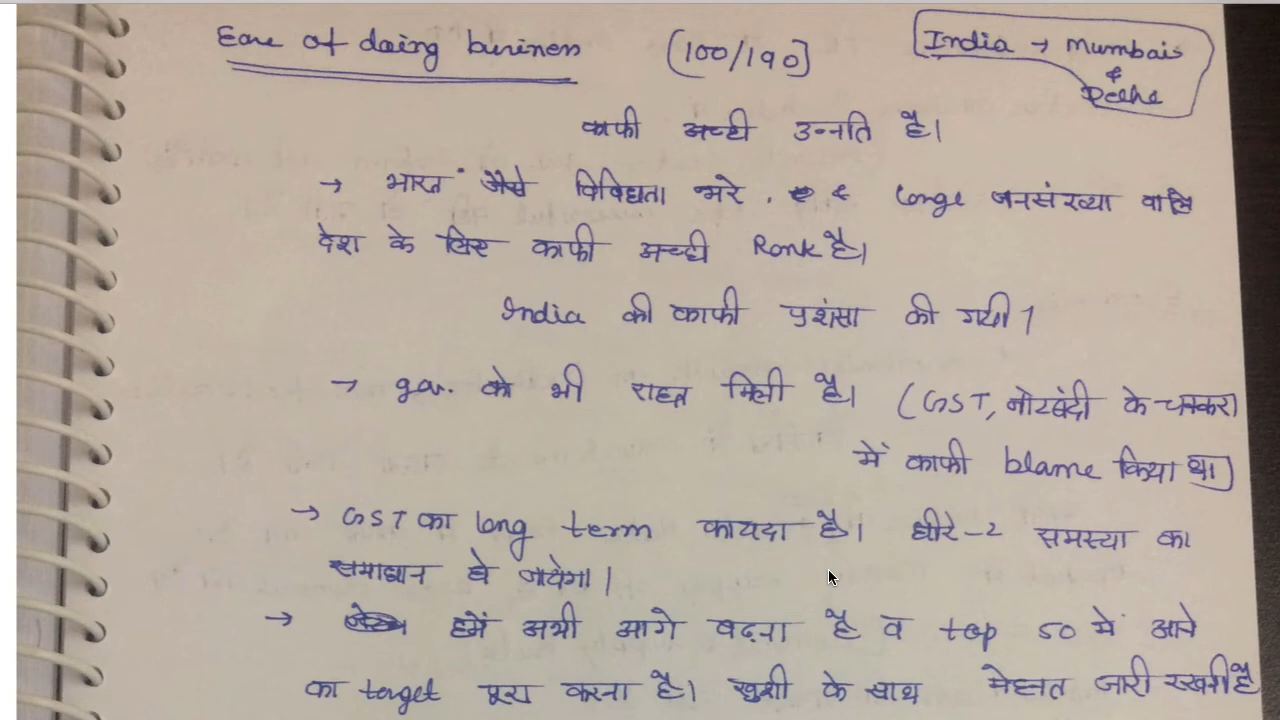 Ease of doing business [100/190]
India → Mumbai
&
Delhi
काफी अच्छी उन्नति है।
→ भारत जैसे विविधता भरे, & large जनसंख्या वाले
देश के लिए काफी अच्छी Rank है।
India की काफी प्रशंसा की गयी।
→ gov. को भी राहत मिली है। (GST, नोटबंदी के चक्कर
में काफी blame किया था)
→ GST का long term फायदा है। धीरे-2 समस्या का
समाधान हो जायेगा।
→ हमें अभी आगे बढ़ना है व top 50 में आने
का target पूरा करना है। खुशी के साथ मेहनत जारी रखनी है